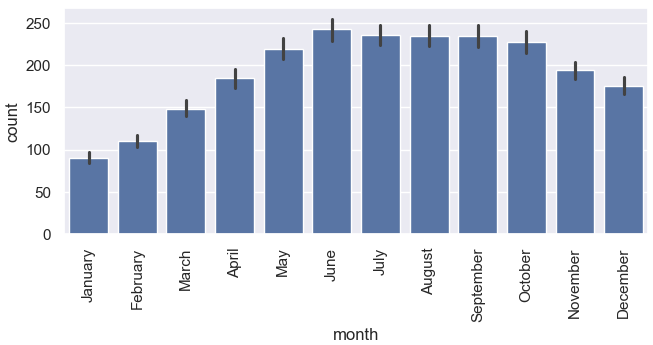 250
200
150
100
50
0
count
January
February
March
April
May
June
July
August
September
October
November
December
month